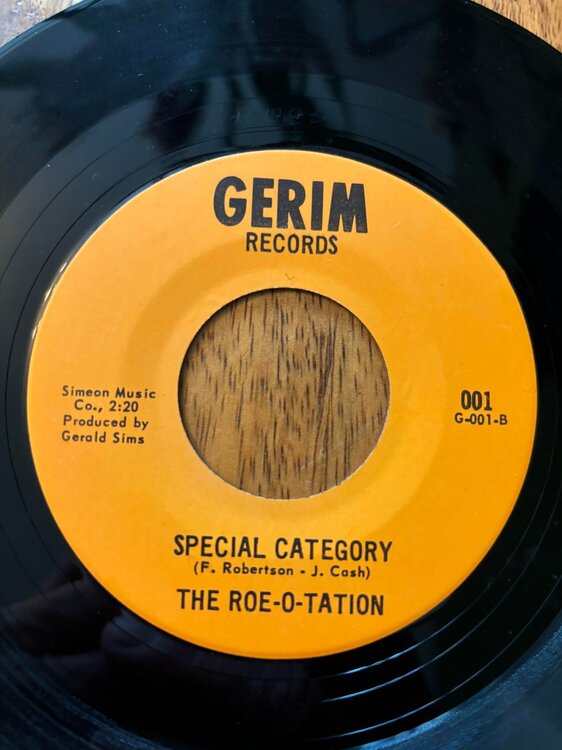 GERIM
RECORDS
Simeon Music
Co., 2:20
Produced by
Gerald Sims
001
G-001-B
SPECIAL CATEGORY
(F. Robertson - J. Cash)
THE ROE-O-TATION